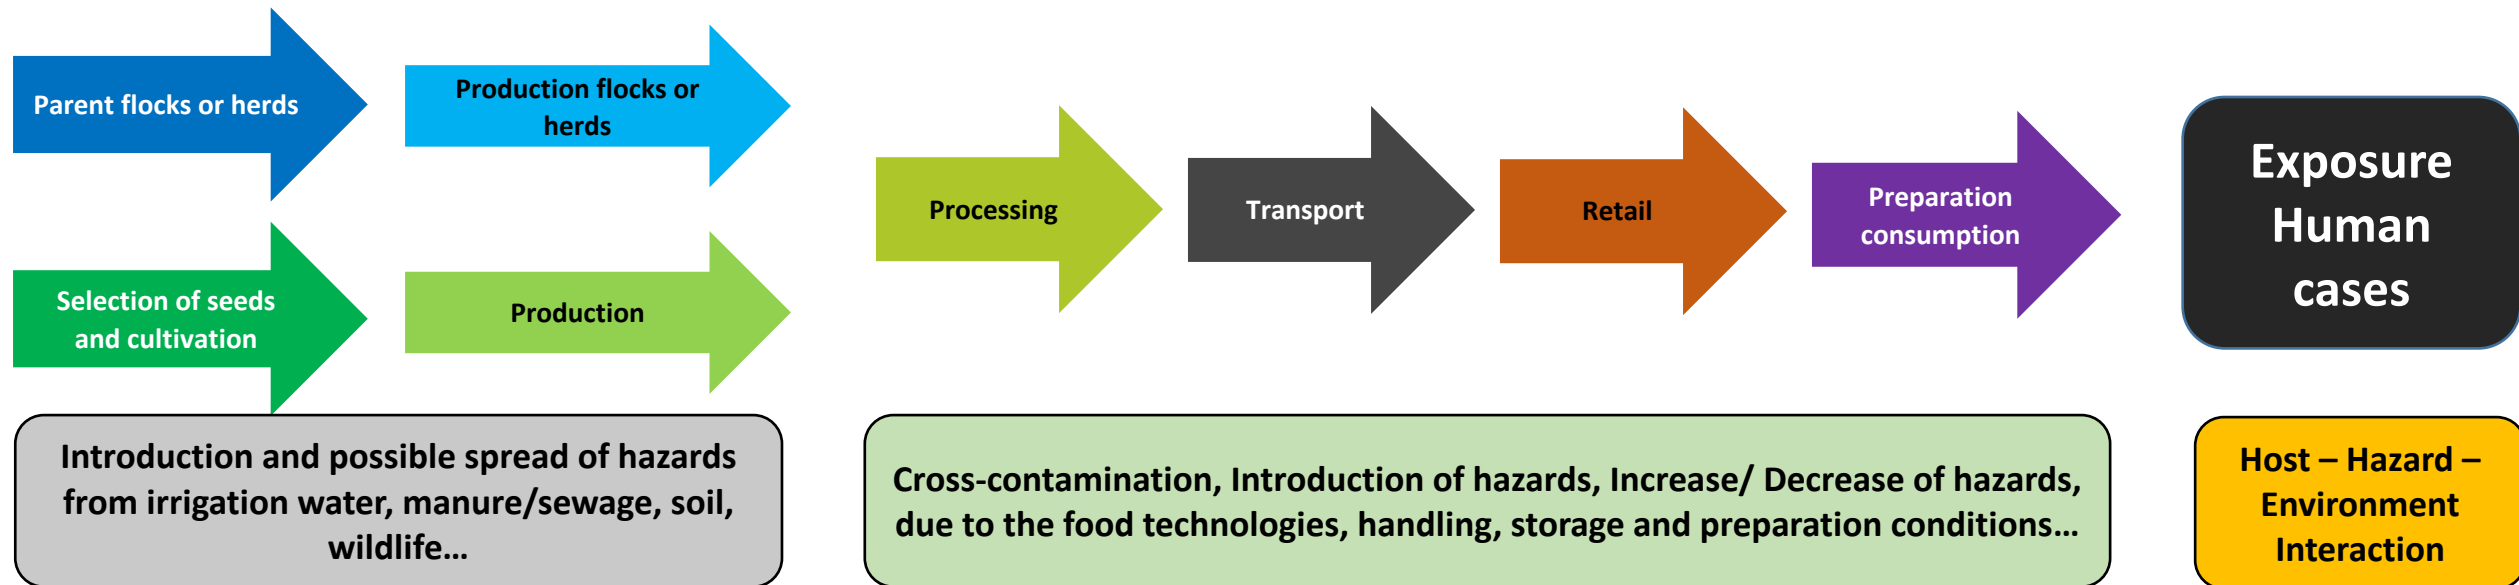 Parent flocks or herds
Production flocks or
herds
Selection of seeds
and cultivation
Production
Processing
Transport
Retail
Preparation
consumption
Exposure
Human
cases
Introduction and possible spread of hazards
from irrigation water, manure/sewage, soil,
wildlife…
Cross-contamination, Introduction of hazards, Increase/ Decrease of hazards,
due to the food technologies, handling, storage and preparation conditions…
Host – Hazard –
Environment
Interaction